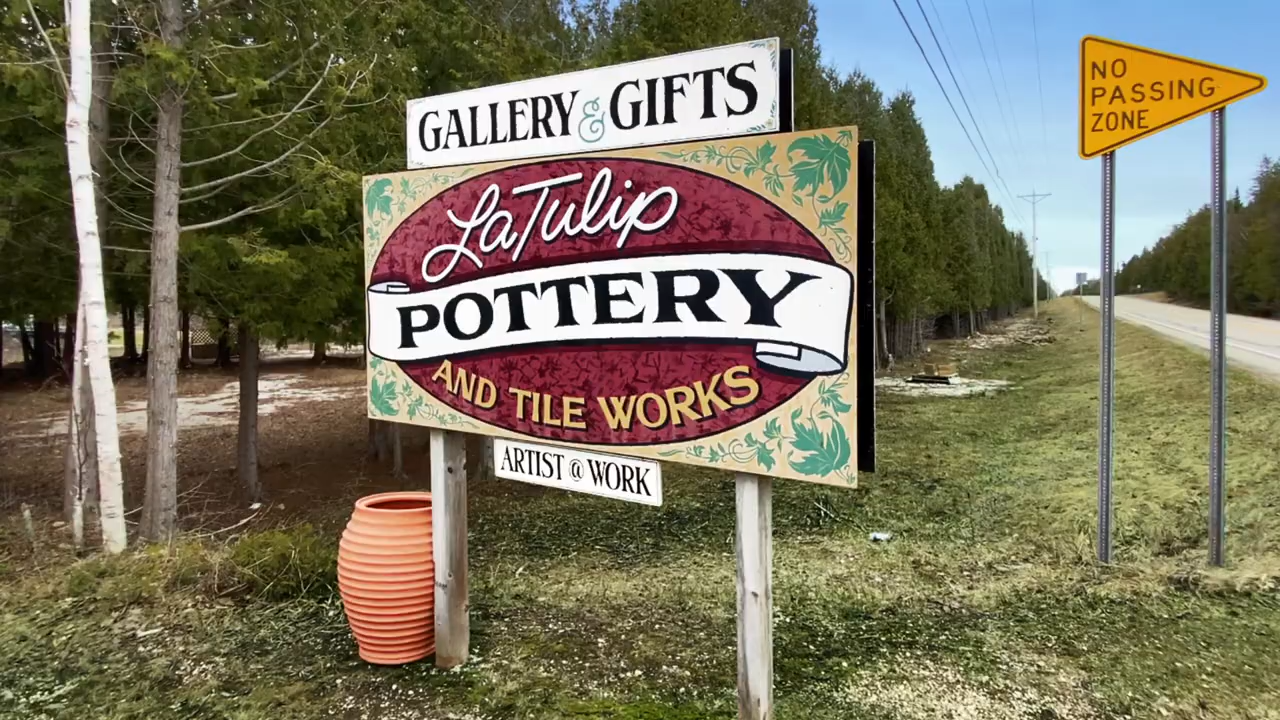 GALLERY & GIFTS
LaTulip
POTTERY
AND TILE WORKS
ARTIST @ WORK
NO
PASSING
ZONE